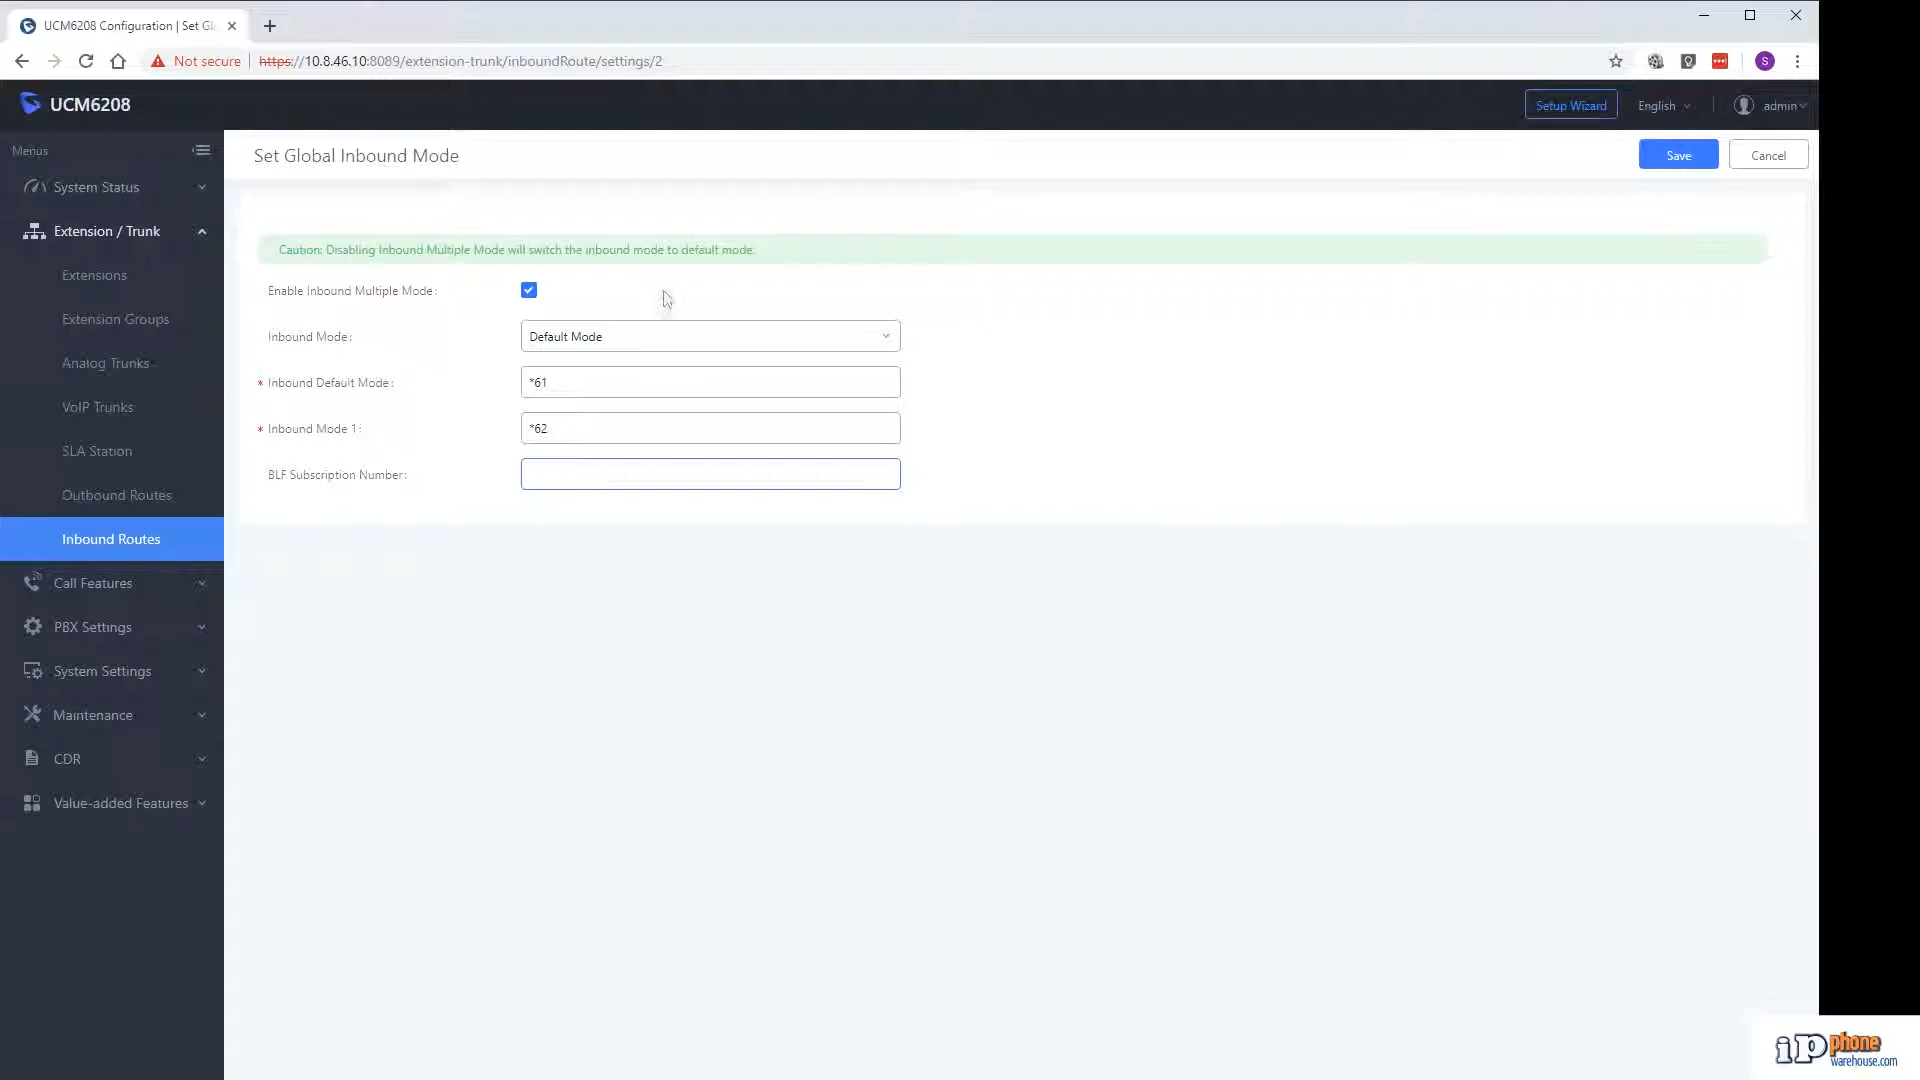 UCM6208 Configuration | Set Gl
Not secure
https://10.8.46.10:8089/extension-trunk/inboundRoute/settings/2
S
UCM6208
Setup Wizard
English
admin
Menus
Set Global Inbound Mode
Save
Cancel
System Status
Extension / Trunk
Caution: Disabling Inbound Multiple Mode will switch the inbound mode to default mode.
Extensions
Enable Inbound Multiple Mode:
Extension Groups
Inbound Mode:
Default Mode
Analog Trunks
* Inbound Default Mode:
*61
VoIP Trunks
* Inbound Mode 1:
*62
SLA Station
BLF Subscription Number:
Outbound Routes
Inbound Routes
Call Features
PBX Settings
System Settings
Maintenance
CDR
Value-added Features
ip phone
warehouse.com